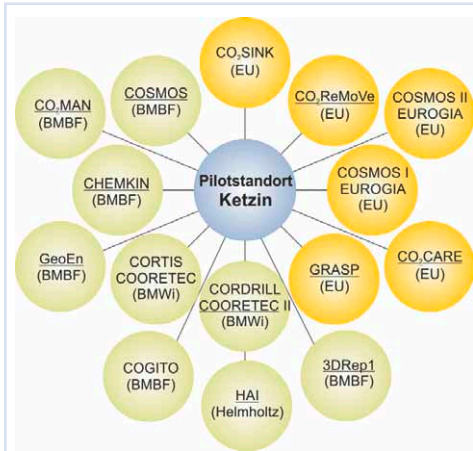 CO₂SINK
(EU)
COSMOS
(BMBF)
CO₂ReMoVe
(EU)
CO₂MAN
(BMBF)
COSMOS II
EUROGIA
(EU)
Pilotstandort
Ketzin
CHEMKIN
(BMBF)
COSMOS I
EUROGIA
(EU)
GeoEn
(BMBF)
CORTIS
COORETEC
(BMWi)
CORDRILL
COORETEC II
(BMWi)
GRASP
(EU)
CO₂CARE
(EU)
COGITO
(BMBF)
HAI
(Helmholtz)
3DRep1
(BMBF)